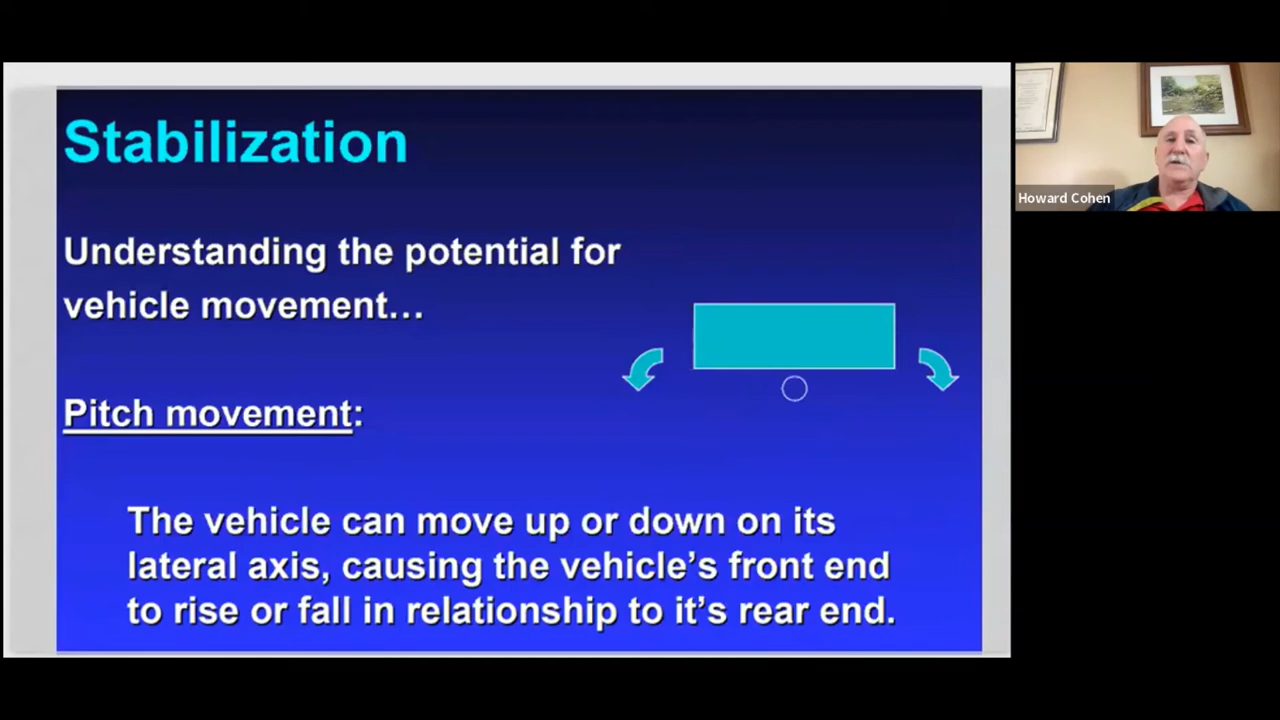 Stabilization
Understanding the potential for
vehicle movement…
Pitch movement:
The vehicle can move up or down on its
lateral axis, causing the vehicle’s front end
to rise or fall in relationship to it’s rear end.
Howard Cohen